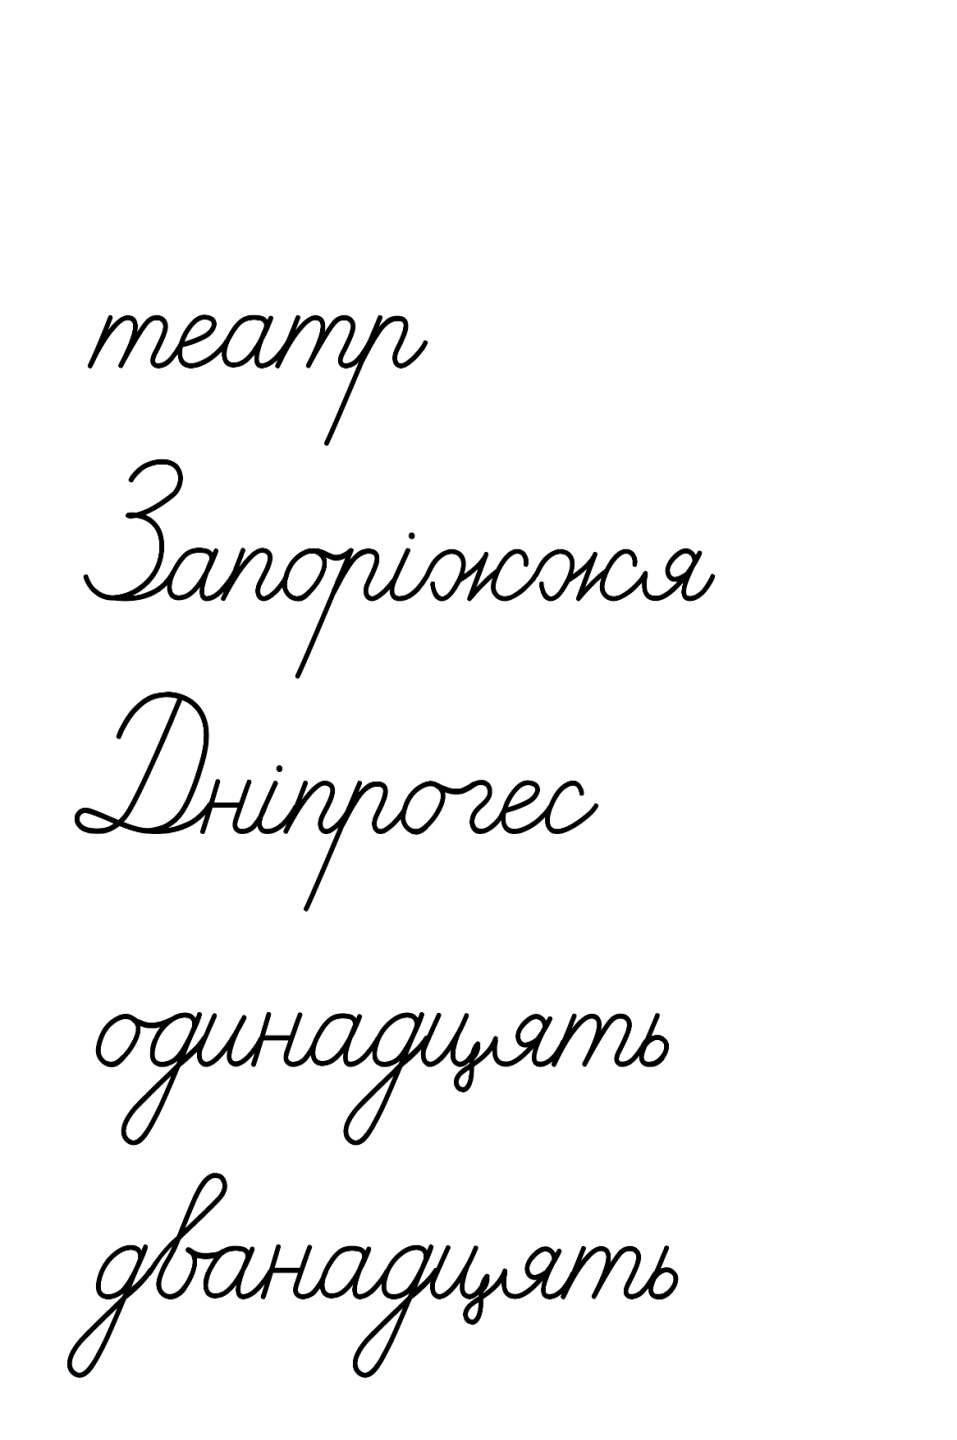 театр
Запоріжжя
Дніпрогес
одинадцять
дванадцять